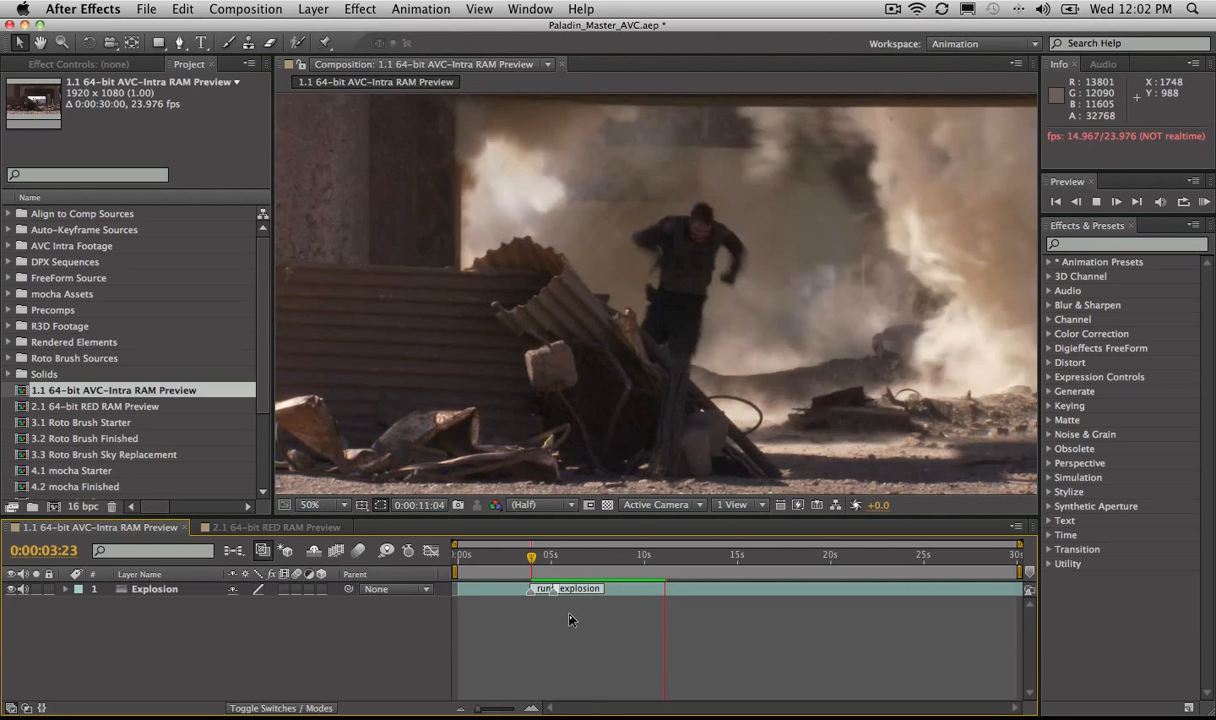 After Effects File Edit Composition Layer Effect Animation View Window Help Wed 12:02 PM
Paladin_Master_AVC.aep *
Workspace: Animation Search Help
Effect Controls: (none) Project Composition: 1.1 64-bit AVC-Intra RAM Preview Info Audio
1.1 64-bit AVC-Intra RAM Preview
1920 x 1080 (1.00)
Δ 0:00:30:00, 23.976 fps
1.1 64-bit AVC-Intra RAM Preview
R : 13801 X : 1748
G : 12090 Y : 988
B : 11605
A : 32768
fps: 14.967/23.976 (NOT realtime)
Preview
Effects & Presets
Name
Align to Comp Sources
Auto-Keyframe Sources
AVC Intra Footage
DPX Sequences
FreeForm Source
mocha Assets
Precomps
R3D Footage
Rendered Elements
Roto Brush Sources
Solids
1.1 64-bit AVC-Intra RAM Preview
2.1 64-bit RED RAM Preview
3.1 Roto Brush Starter
3.2 Roto Brush Finished
3.3 Roto Brush Sky Replacement
4.1 mocha Starter
4.2 mocha Finished
16 bpc
* Animation Presets
3D Channel
Audio
Blur & Sharpen
Channel
Color Correction
Digieffects FreeForm
Distort
Expression Controls
Generate
Keying
Matte
Noise & Grain
Obsolete
Perspective
Simulation
Stylize
Synthetic Aperture
Text
Time
Transition
Utility
50% 0:00:11:04 (Half) Active Camera 1 View +0.0
1.1 64-bit AVC-Intra RAM Preview 2.1 64-bit RED RAM Preview
0:00:03:23
:00s 05s 10s 15s 20s 25s 30s
# Layer Name Parent
1 Explosion None
run explosion
Toggle Switches / Modes